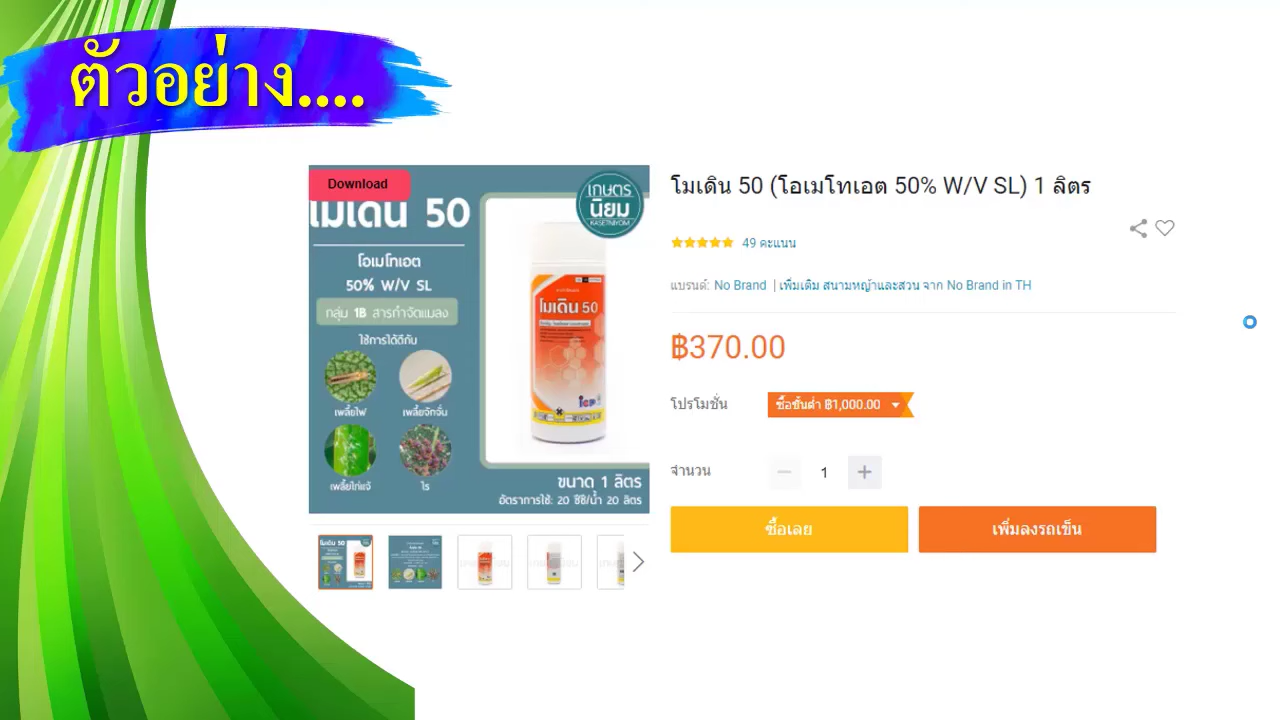 ตัวอย่าง....
Download
โมเดิน 50
เกษตร
นิยม
KASETNIYOM
โอเมโทเอต
50% W/V SL
กลุ่ม 1B สารกำจัดแมลง
ใช้การได้ดีกับ
เพลี้ยไฟ
เพลี้ยจักจั่น
เพลี้ยไก่แจ้
ไร
โมเดิน 50
icp
ขนาด 1 ลิตร
อัตราการใช้: 20 ซีซี/น้ำ 20 ลิตร
โมเดิน 50 (โอเมโทเอต 50% W/V SL) 1 ลิตร
49 คะแนน
แบรนด์: No Brand | เพิ่มเติม สนามหญ้าและสวน จาก No Brand in TH
฿370.00
โปรโมชั่น
ซื้อขั้นต่ำ ฿1,000.00
จำนวน
1
ซื้อเลย
เพิ่มลงรถเข็น
โมเดิน 50